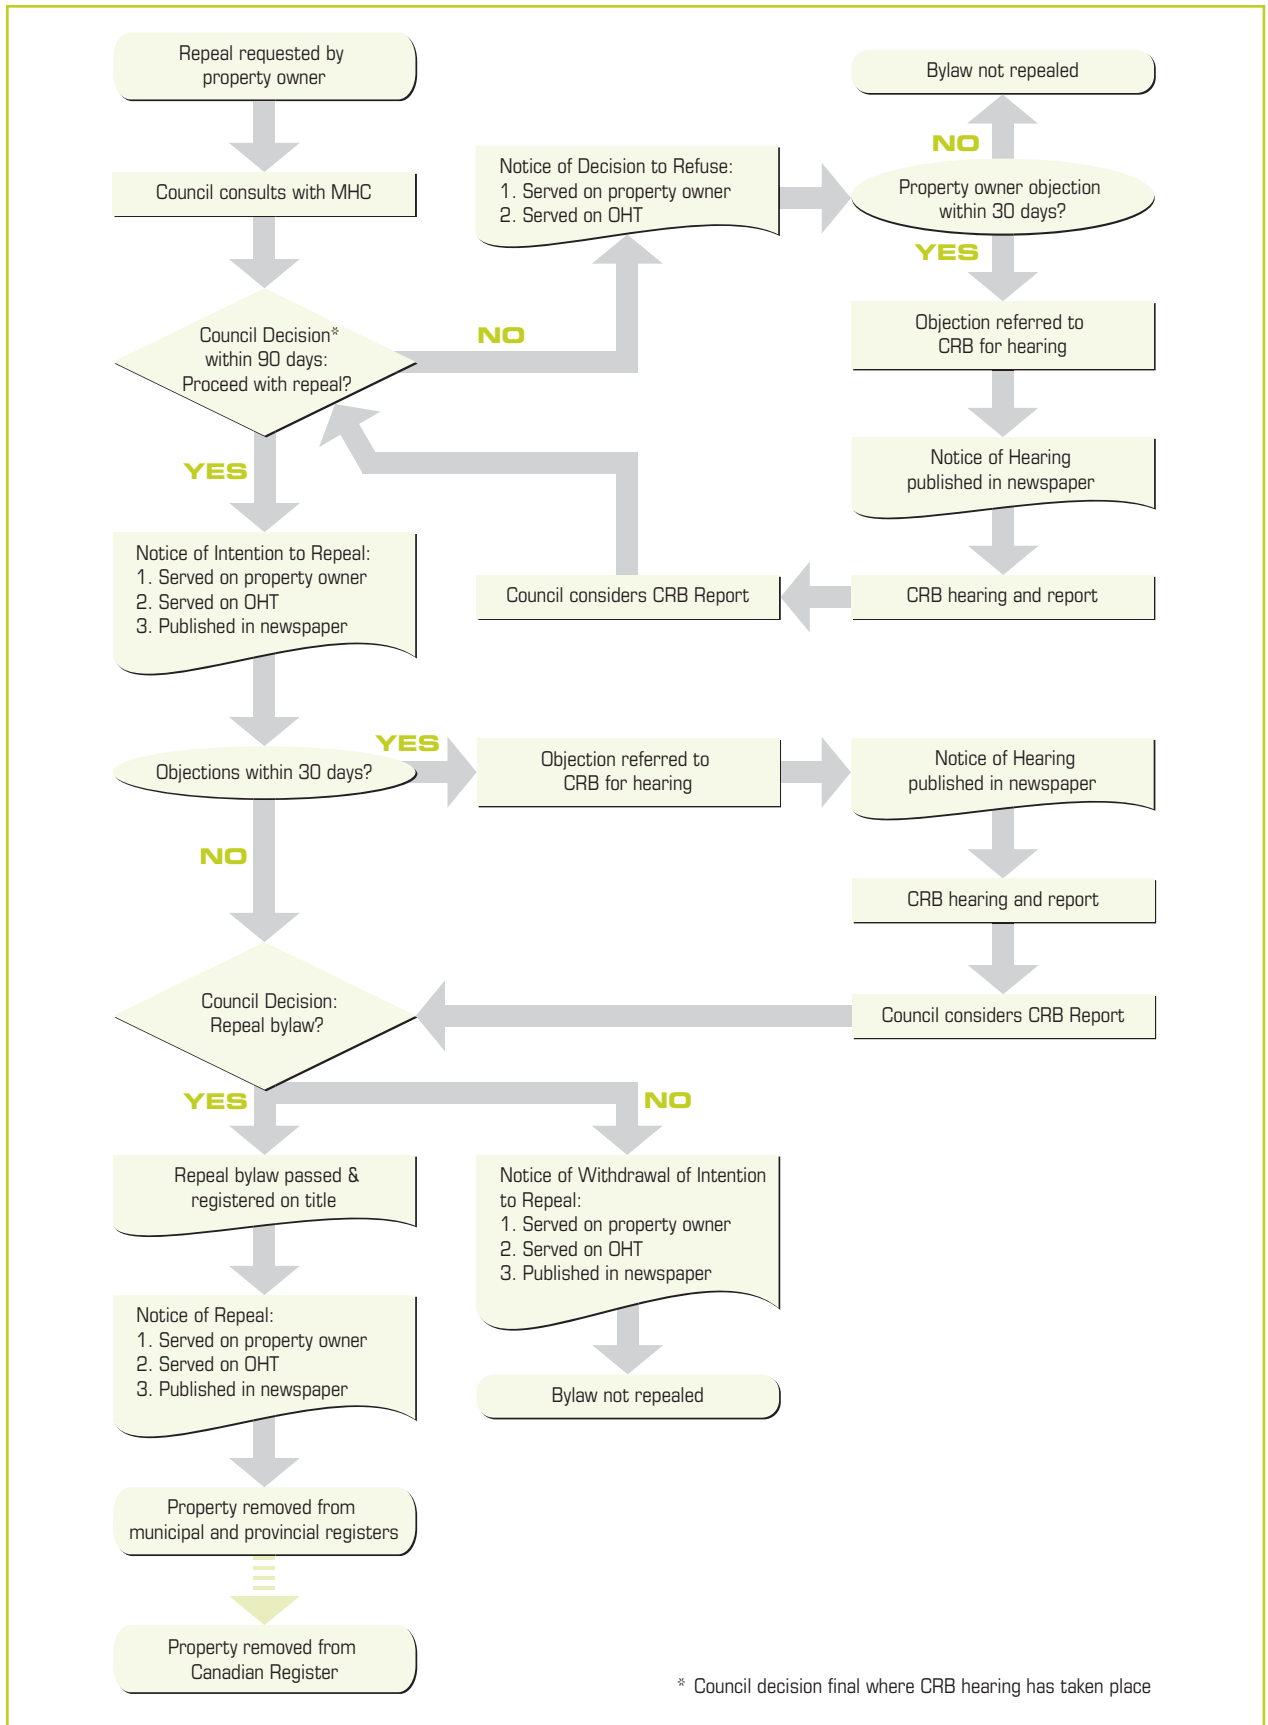 Repeal requested by
property owner
Council consults with MHC
Council Decision*
within 90 days:
Proceed with repeal?
NO
Notice of Decision to Refuse:
1. Served on property owner
2. Served on OHT
Property owner objection
within 30 days?
NO
Bylaw not repealed
YES
Objection referred to
CRB for hearing
Notice of Hearing
published in newspaper
CRB hearing and report
Council considers CRB Report
YES
Notice of Intention to Repeal:
1. Served on property owner
2. Served on OHT
3. Published in newspaper
Objections within 30 days?
YES
Objection referred to
CRB for hearing
Notice of Hearing
published in newspaper
CRB hearing and report
Council considers CRB Report
NO
Council Decision:
Repeal bylaw?
YES
NO
Repeal bylaw passed &
registered on title
Notice of Repeal:
1. Served on property owner
2. Served on OHT
3. Published in newspaper
Notice of Withdrawal of Intention
to Repeal:
1. Served on property owner
2. Served on OHT
3. Published in newspaper
Bylaw not repealed
Property removed from
municipal and provincial registers
Property removed from
Canadian Register
* Council decision final where CRB hearing has taken place